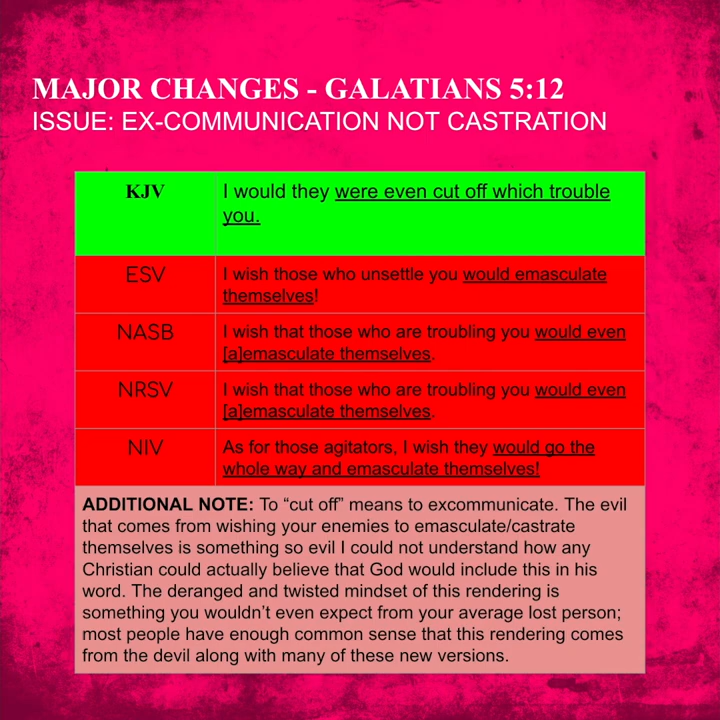 MAJOR CHANGES - GALATIANS 5:12
ISSUE: EX-COMMUNICATION NOT CASTRATION
KJV
I would they were even cut off which trouble
you.
ESV
I wish those who unsettle you would emasculate
themselves!
NASB
I wish that those who are troubling you would even
[a]emasculate themselves.
NRSV
I wish that those who are troubling you would even
[a]emasculate themselves.
NIV
As for those agitators, I wish they would go the
whole way and emasculate themselves!
ADDITIONAL NOTE: To “cut off” means to excommunicate. The evil
that comes from wishing your enemies to emasculate/castrate
themselves is something so evil I could not understand how any
Christian could actually believe that God would include this in his
word. The deranged and twisted mindset of this rendering is
something you wouldn’t even expect from your average lost person;
most people have enough common sense that this rendering comes
from the devil along with many of these new versions.